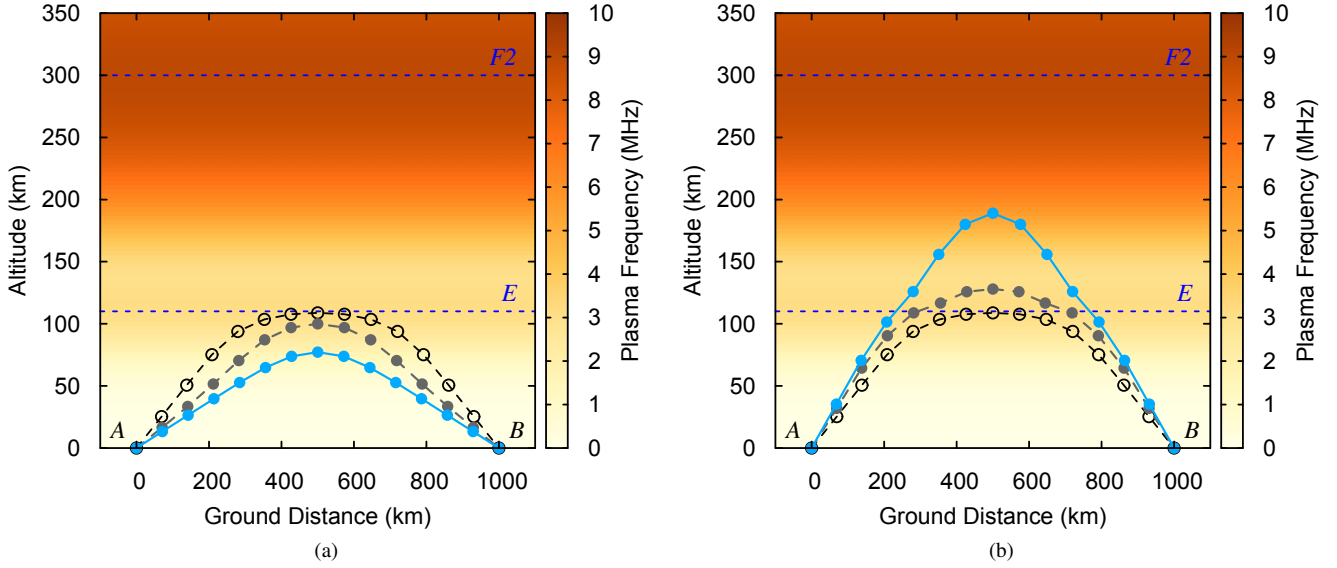 350
300
250
200
150
100
50
0
Altitude (km)
F2
E
A
B
0 200 400 600 800 1000
Ground Distance (km)
10
9
8
7
6
5
4
3
2
1
0
Plasma Frequency (MHz)
(a)
350
300
250
200
150
100
50
0
Altitude (km)
F2
E
A
B
0 200 400 600 800 1000
Ground Distance (km)
10
9
8
7
6
5
4
3
2
1
0
Plasma Frequency (MHz)
(b)